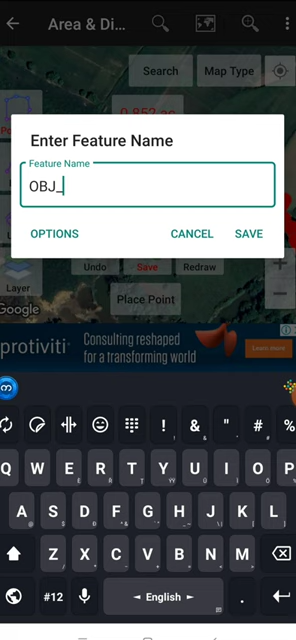 Area & Di...
Search
Map Type
0.852 ac
Enter Feature Name
Feature Name
OBJ_
OPTIONS
CANCEL
SAVE
Undo
Save
Redraw
Layer
Google
Place Point
protiviti
Consulting reshaped
for a transforming world
Learn more
! & " # %
Q W E R T Y U I O P
A S D F G H J K L
Z X C V B N M
#12
English
.